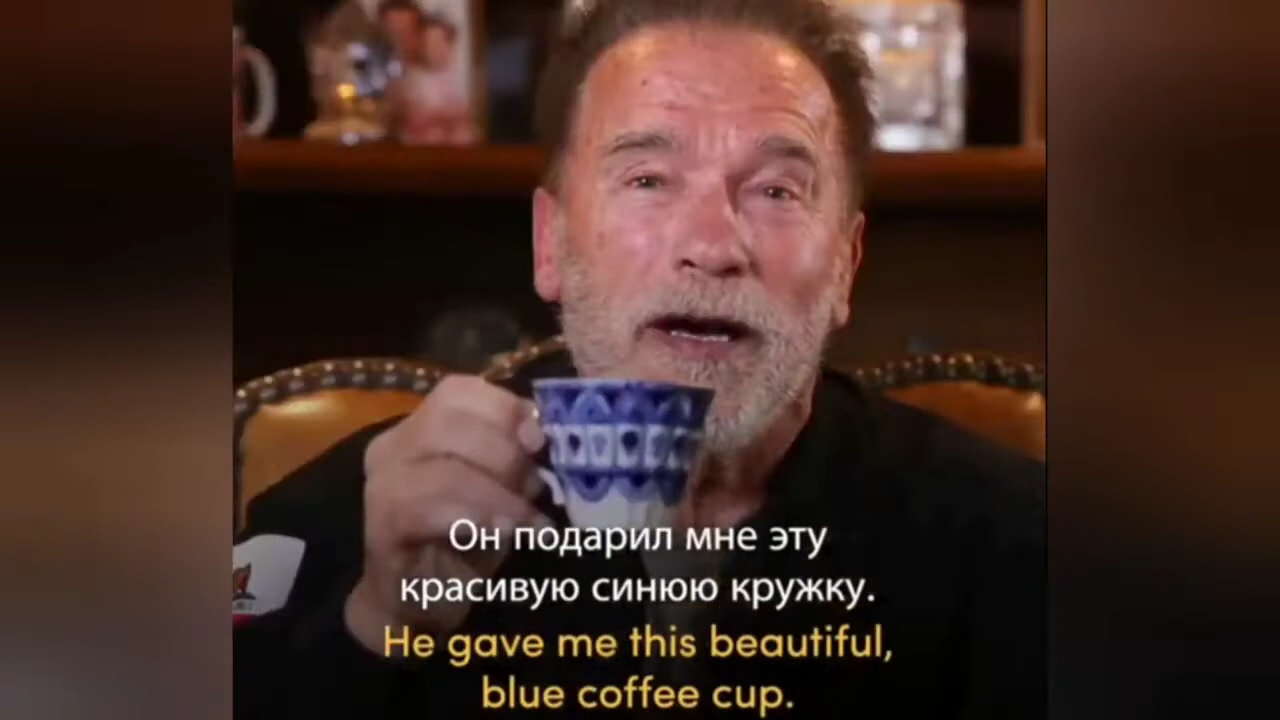 Он подарил мне эту
красивую синюю кружку.
He gave me this beautiful,
blue coffee cup.